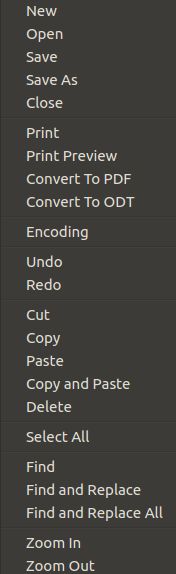 New
Open
Save
Save As
Close
Print
Print Preview
Convert To PDF
Convert To ODT
Encoding
Undo
Redo
Cut
Copy
Paste
Copy and Paste
Delete
Select All
Find
Find and Replace
Find and Replace All
Zoom In
Zoom Out